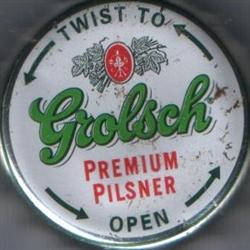 TWIST TO
Grolsch
PREMIUM
PILSNER
OPEN